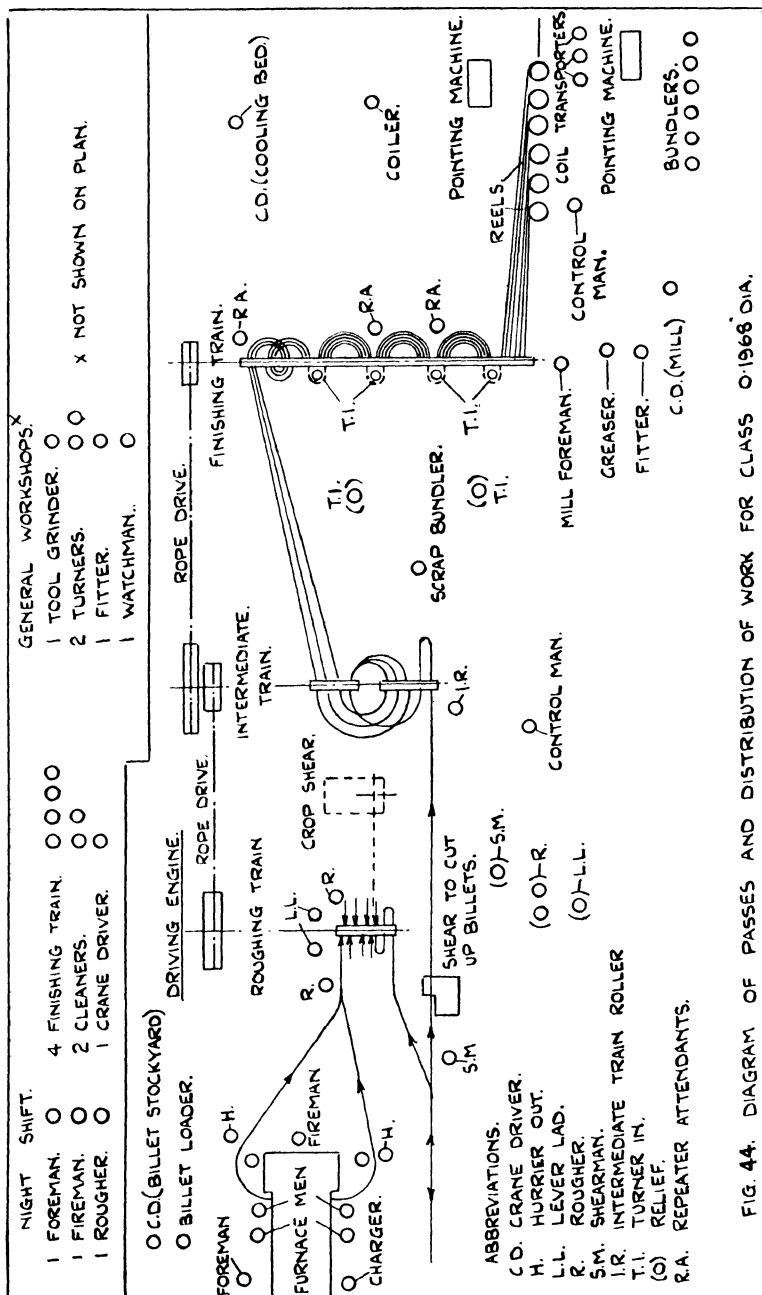 NIGHT SHIFT.
1 FOREMAN.
1 FIREMAN.
1 ROUGHER.
4 FINISHING TRAIN.
2 CLEANERS.
1 CRANE DRIVER.
GENERAL WORKSHOPS. X
1 TOOL GRINDER.
2 TURNERS.
1 FITTER.
1 WATCHMAN.
X NOT SHOWN ON PLAN.
C.D. (BILLET STOCKYARD)
BILLET LOADER.
DRIVING ENGINE.
ROPE DRIVE.
ROPE DRIVE.
ROUGHING TRAIN
INTERMEDIATE.
TRAIN.
FINISHING TRAIN.
FOREMAN
FURNACE MEN
CHARGER.
H.
FIREMAN
H.
R.
L.L.
R.
CROP SHEAR.
S.M
SHEAR TO CUT
UP BILLETS.
(O)-S.M.
(O O)-R.
(O)-L.L.
I.R.
CONTROL MAN.
SCRAP BUNDLER.
T.I.
(O)
(O)
T.I.
T.I.
T.I.
R.A.
R.A
R.A.
C.D. (COOLING BED.)
COILER.
POINTING MACHINE.
REELS.
COIL TRANSPORTERS.
CONTROL
MAN.
POINTING MACHINE
BUNDLERS.
MILL FOREMAN.
GREASER.
FITTER.
C.D. (MILL)
ABBREVIATIONS.
C D. CRANE DRIVER.
H. HURRIER OUT.
L.L. LEVER LAD.
R. ROUGHER.
S.M. SHEARMAN.
I.R. INTERMEDIATE TRAIN ROLLER
T.I. TURNER IN.
(O) RELIEF.
R.A. REPEATER ATTENDANTS.
FIG. 44. DIAGRAM OF PASSES AND DISTRIBUTION OF WORK FOR CLASS 0·1968" DIA.